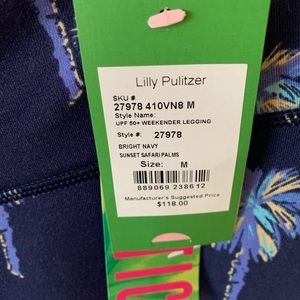 Lilly Pulitzer
SKU #
27978 410VN8 M
Style Name:
UPF 50+ WEEKENDER LEGGING
Style #: 27978
BRIGHT NAVY
SUNSET SAFARI PALMS
Size: M
889069 238612
Manufacturer's Suggested Price
$118.00